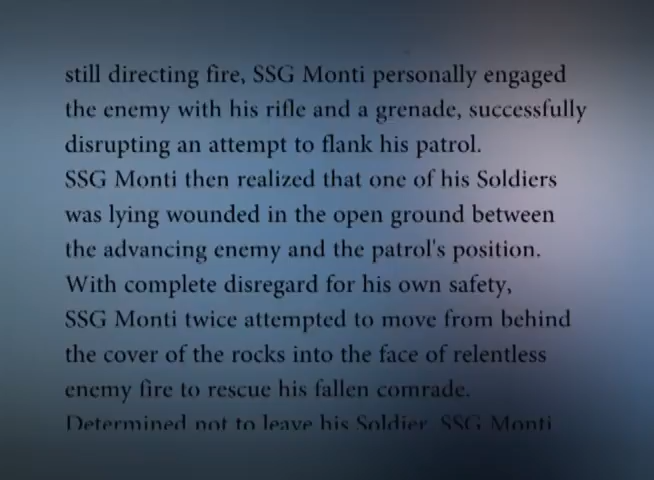 still directing fire, SSG Monti personally engaged
the enemy with his rifle and a grenade, successfully
disrupting an attempt to flank his patrol.
SSG Monti then realized that one of his Soldiers
was lying wounded in the open ground between
the advancing enemy and the patrol's position.
With complete disregard for his own safety,
SSG Monti twice attempted to move from behind
the cover of the rocks into the face of relentless
enemy fire to rescue his fallen comrade.
Determined not to leave his Soldier, SSG Monti